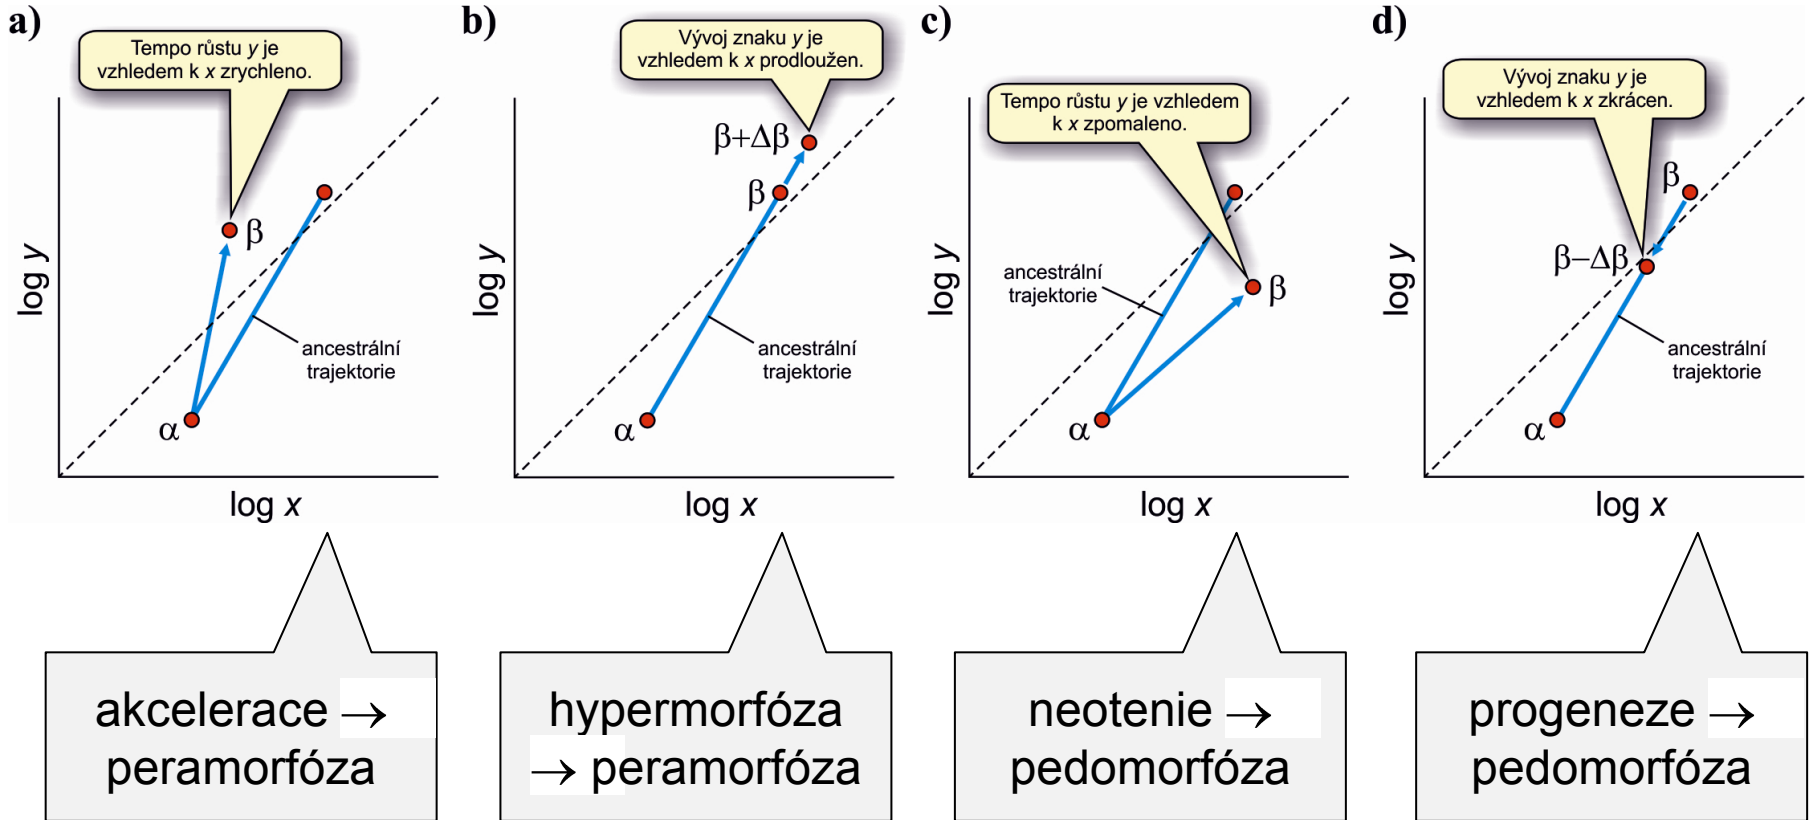 a)
Tempo růstu y je
vzhledem k x zrychleno.
β
ancestrální
trajektorie
α
log y
log x
akcelerace →
peramorfóza
b)
Vývoj znaku y je
vzhledem k x prodloužen.
β+Δβ
β
ancestrální
trajektorie
α
log y
log x
hypermorfóza
→ peramorfóza
c)
Tempo růstu y je vzhledem
k x zpomaleno.
ancestrální
trajektorie
β
α
log y
log x
neotenie →
pedomorfóza
d)
Vývoj znaku y je
vzhledem k x zkrácen.
β
β−Δβ
ancestrální
trajektorie
α
log y
log x
progeneze →
pedomorfóza